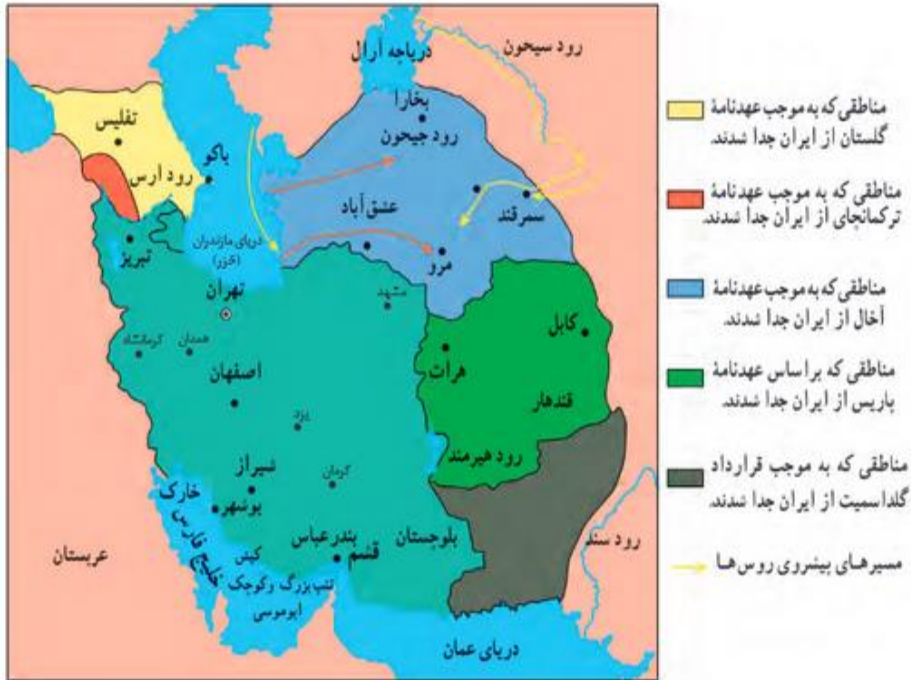 دریاچه آرال
رود سیحون
بخارا
رود جیحون
تفلیس
باکو
رود ارس
سمرقند
عشق‌آباد
مرو
دریای مازندران
(خزر)
تبریز
تهران
مشهد
کابل
هرات
همدان
کرمانشاه
اصفهان
قندهار
یزد
رود هیرمند
شیراز
کرمان
خارک
بوشهر
خلیج فارس
بندرعباس
قشم
بلوچستان
رود سند
عربستان
کیش
تنب بزرگ و کوچک
ابوموسی
دریای عمان
مناطقی که به موجب عهدنامهٔ
گلستان از ایران جدا شدند.
مناطقی که به موجب عهدنامهٔ
ترکمانچای از ایران جدا شدند.
مناطقی که به موجب عهدنامهٔ
آخال از ایران جدا شدند.
مناطقی که براساس عهدنامهٔ
پاریس از ایران جدا شدند.
مناطقی که به موجب قرارداد
گلداسمیت از ایران جدا شدند.
مسیرهای پیشروی روس‌ها